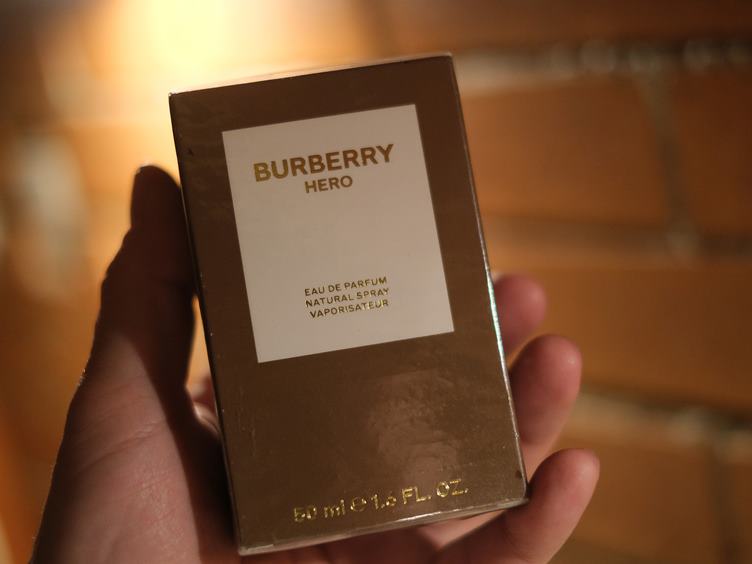 BURBERRY
HERO
EAU DE PARFUM
NATURAL SPRAY
VAPORISATEUR
50 ml ℮ 1.6 FL. OZ.